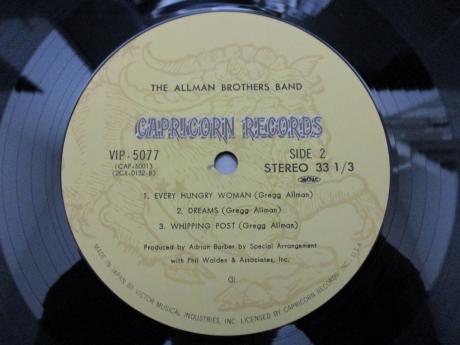 THE ALLMAN BROTHERS BAND
CAPRICORN RECORDS
VIP-5077
(CAP-5001)
(2CX-0132-B)
SIDE 2
STEREO 33 1/3
1. EVERY HUNGRY WOMAN (Gregg Allman)
2. DREAMS (Gregg Allman)
3. WHIPPING POST (Gregg Allman)
Produced by Adrian Barber by Special Arrangement
with Phil Walden & Associates, Inc.
MADE IN JAPAN BY VICTOR MUSICAL INDUSTRIES, INC. LICENSED BY CAPRICORN RECORDS INC. U.S.A.